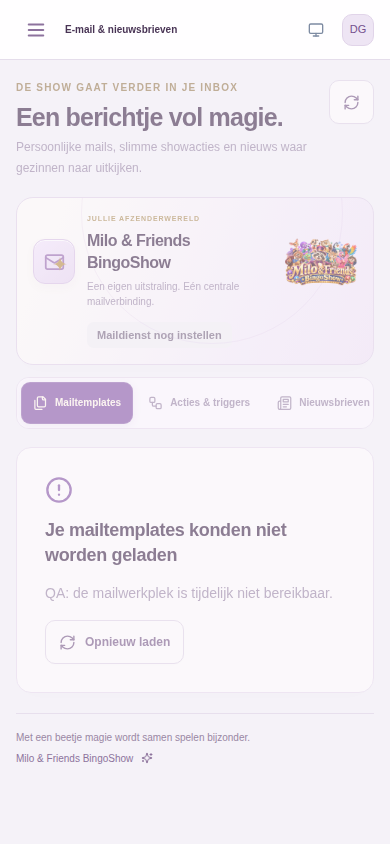 E-mail & nieuwsbrieven
DG
DE SHOW GAAT VERDER IN JE INBOX
Een berichtje vol magie.
Persoonlijke mails, slimme showacties en nieuws waar
gezinnen naar uitkijken.
JULLIE AFZENDERWERELD
Milo & Friends
BingoShow
Een eigen uitstraling. Eén centrale
mailverbinding.
Maildienst nog instellen
Milo & Friends
BingoShow
Mailtemplates
Acties & triggers
Nieuwsbrieven
Je mailtemplates konden niet
worden geladen
QA: de mailwerkplek is tijdelijk niet bereikbaar.
Opnieuw laden
Met een beetje magie wordt samen spelen bijzonder.
Milo & Friends BingoShow